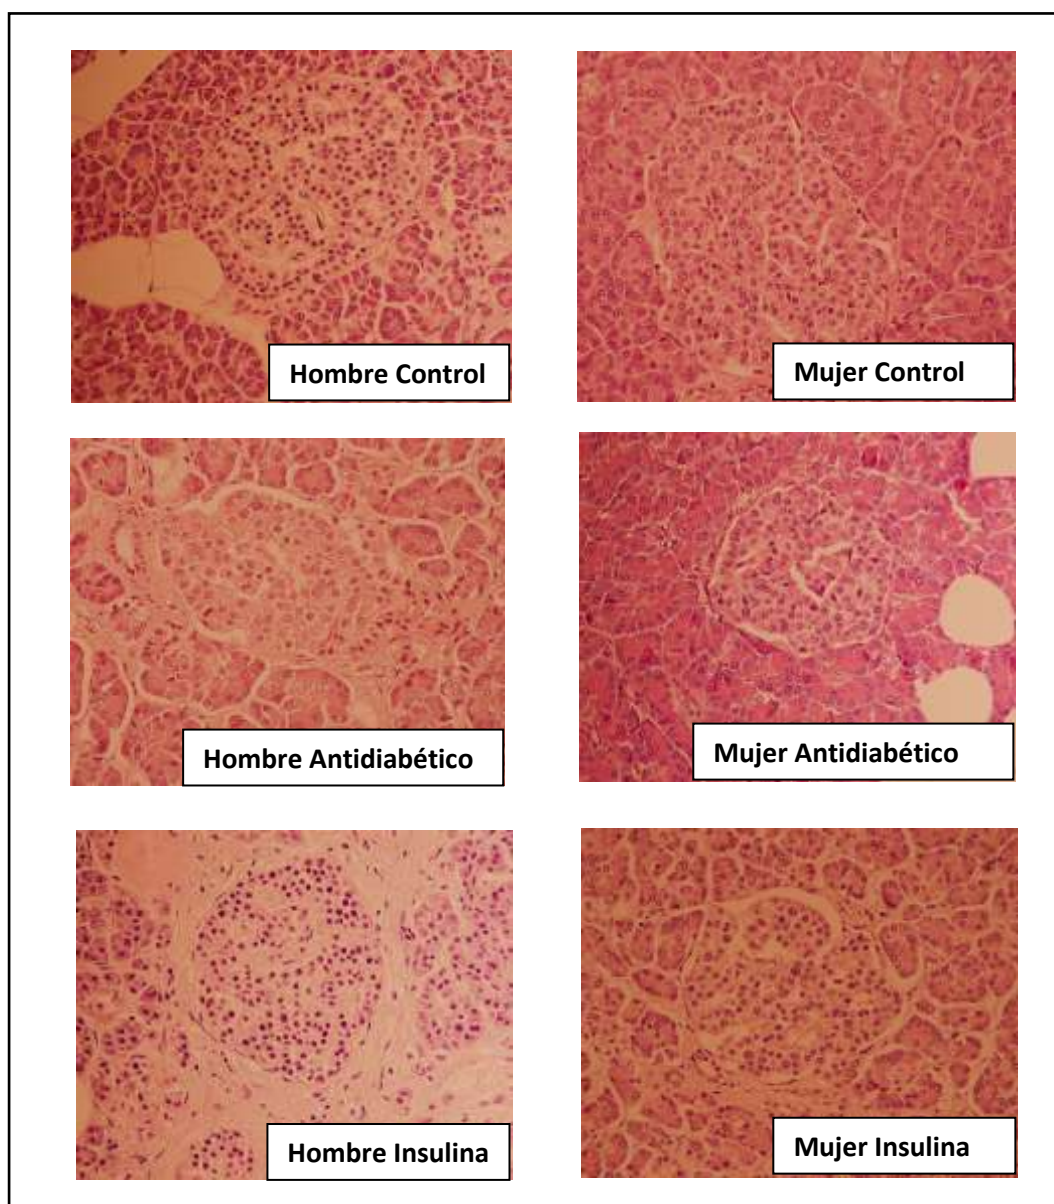 Hombre Control
Mujer Control
Hombre Antidiabético
Mujer Antidiabético
Hombre Insulina
Mujer Insulina